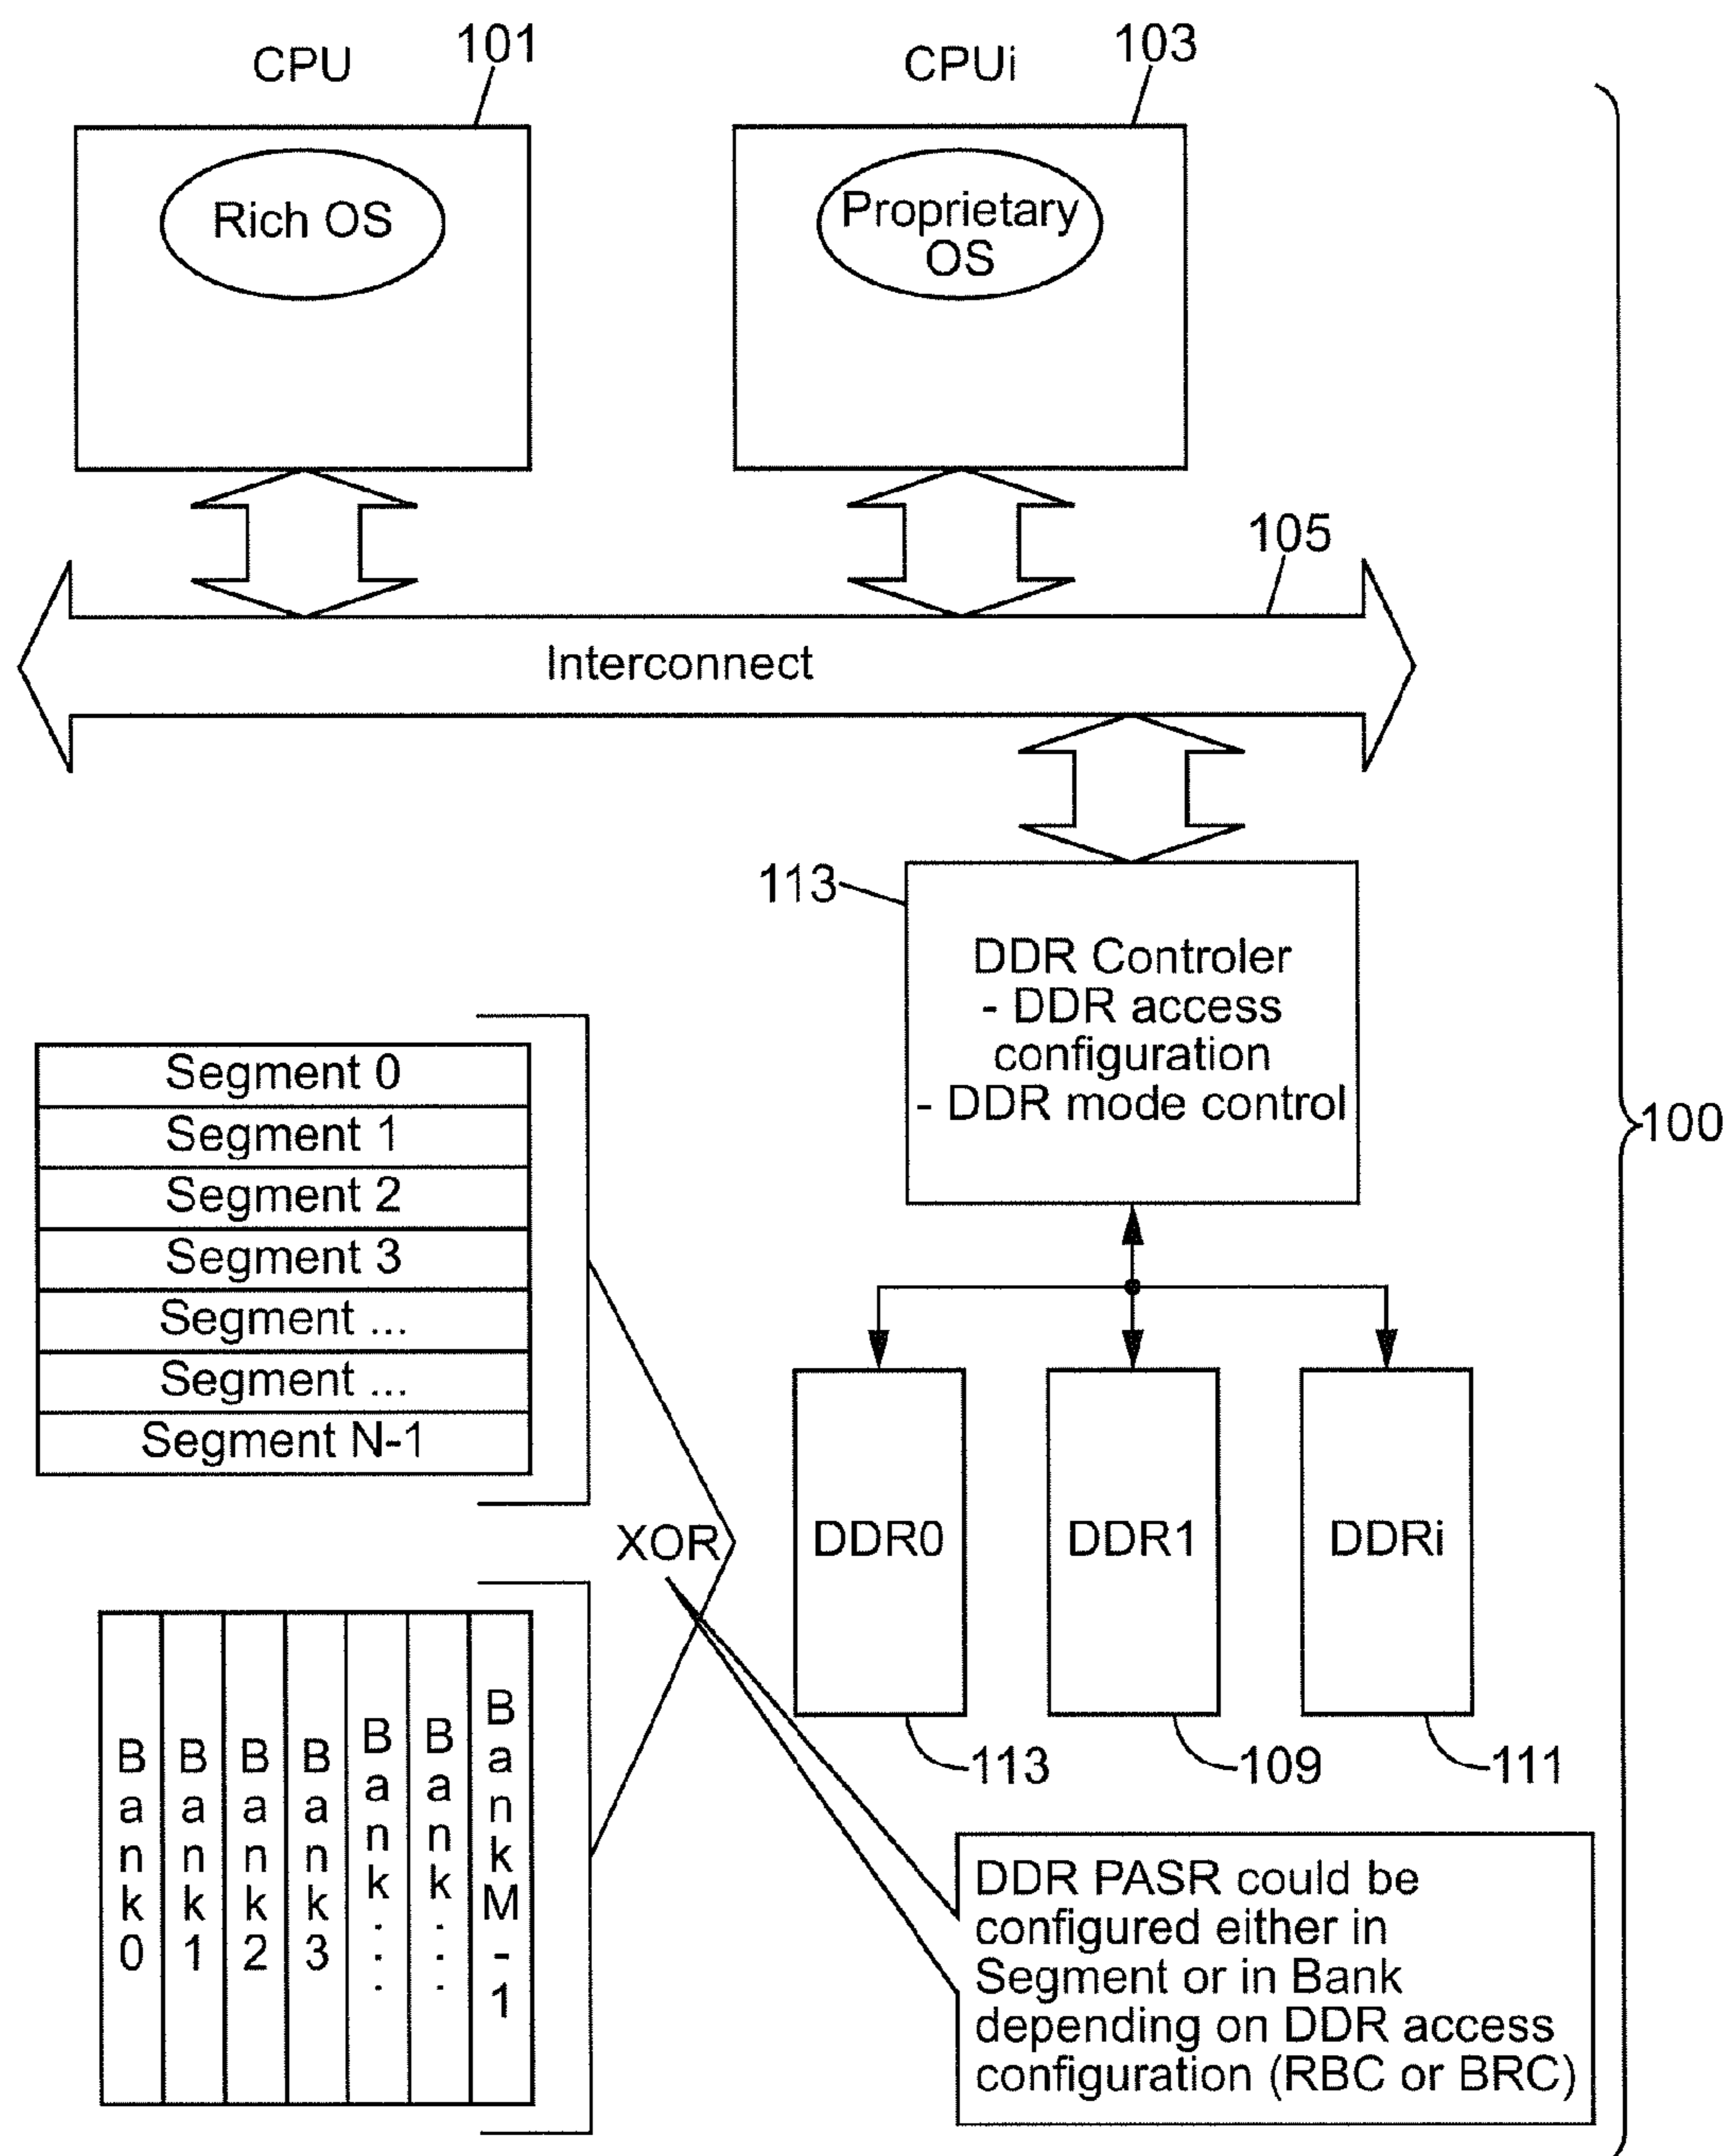 CPU
101
CPUi
103
Rich OS
Proprietary
OS
105
Interconnect
113
DDR Controler
- DDR access
configuration
- DDR mode control
100
Segment 0
Segment 1
Segment 2
Segment 3
Segment ...
Segment ...
Segment N-1
XOR
DDR0
DDR1
DDRi
113
109
111
Bank0
Bank1
Bank2
Bank3
Bank...
Bank...
BankM-1
DDR PASR could be
configured either in
Segment or in Bank
depending on DDR access
configuration (RBC or BRC)